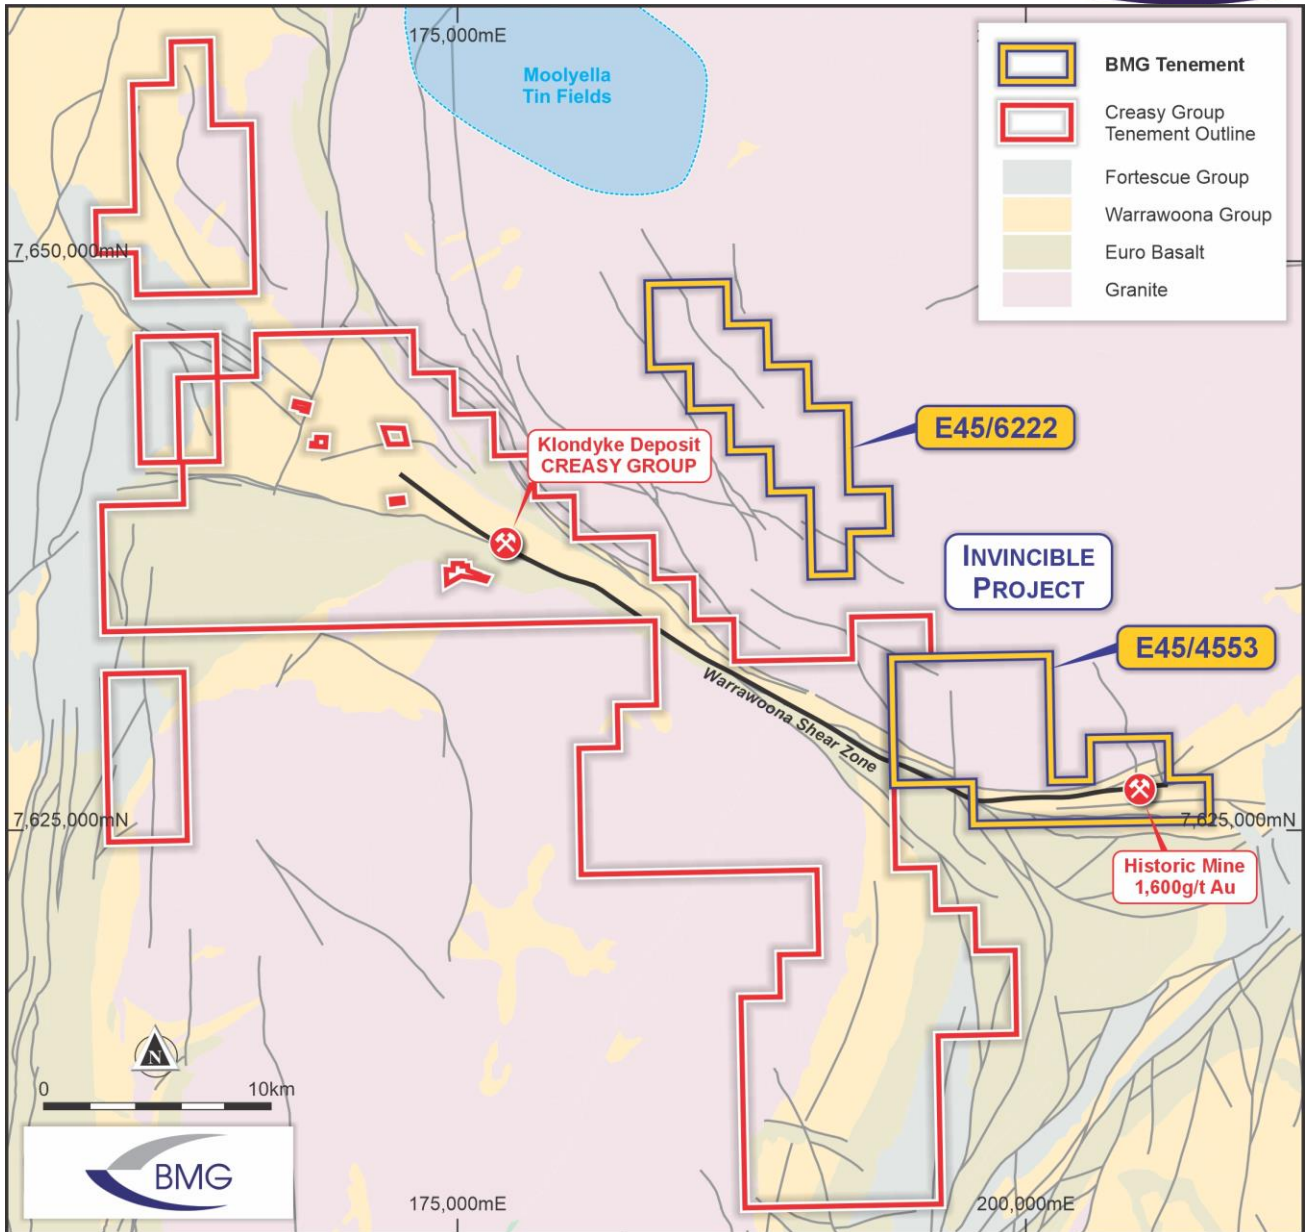 175,000mE
Moolyella
Tin Fields
BMG Tenement
Creasy Group
Tenement Outline
Fortescue Group
Warrawoona Group
Euro Basalt
Granite
7,650,000mN
E45/6222
Klondyke Deposit
CREASY GROUP
INVINCIBLE
PROJECT
E45/4553
Warrawoona Shear Zone
7,625,000mN
7,625,000mN
Historic Mine
1,600g/t Au
N
0 10km
BMG
175,000mE
200,000mE